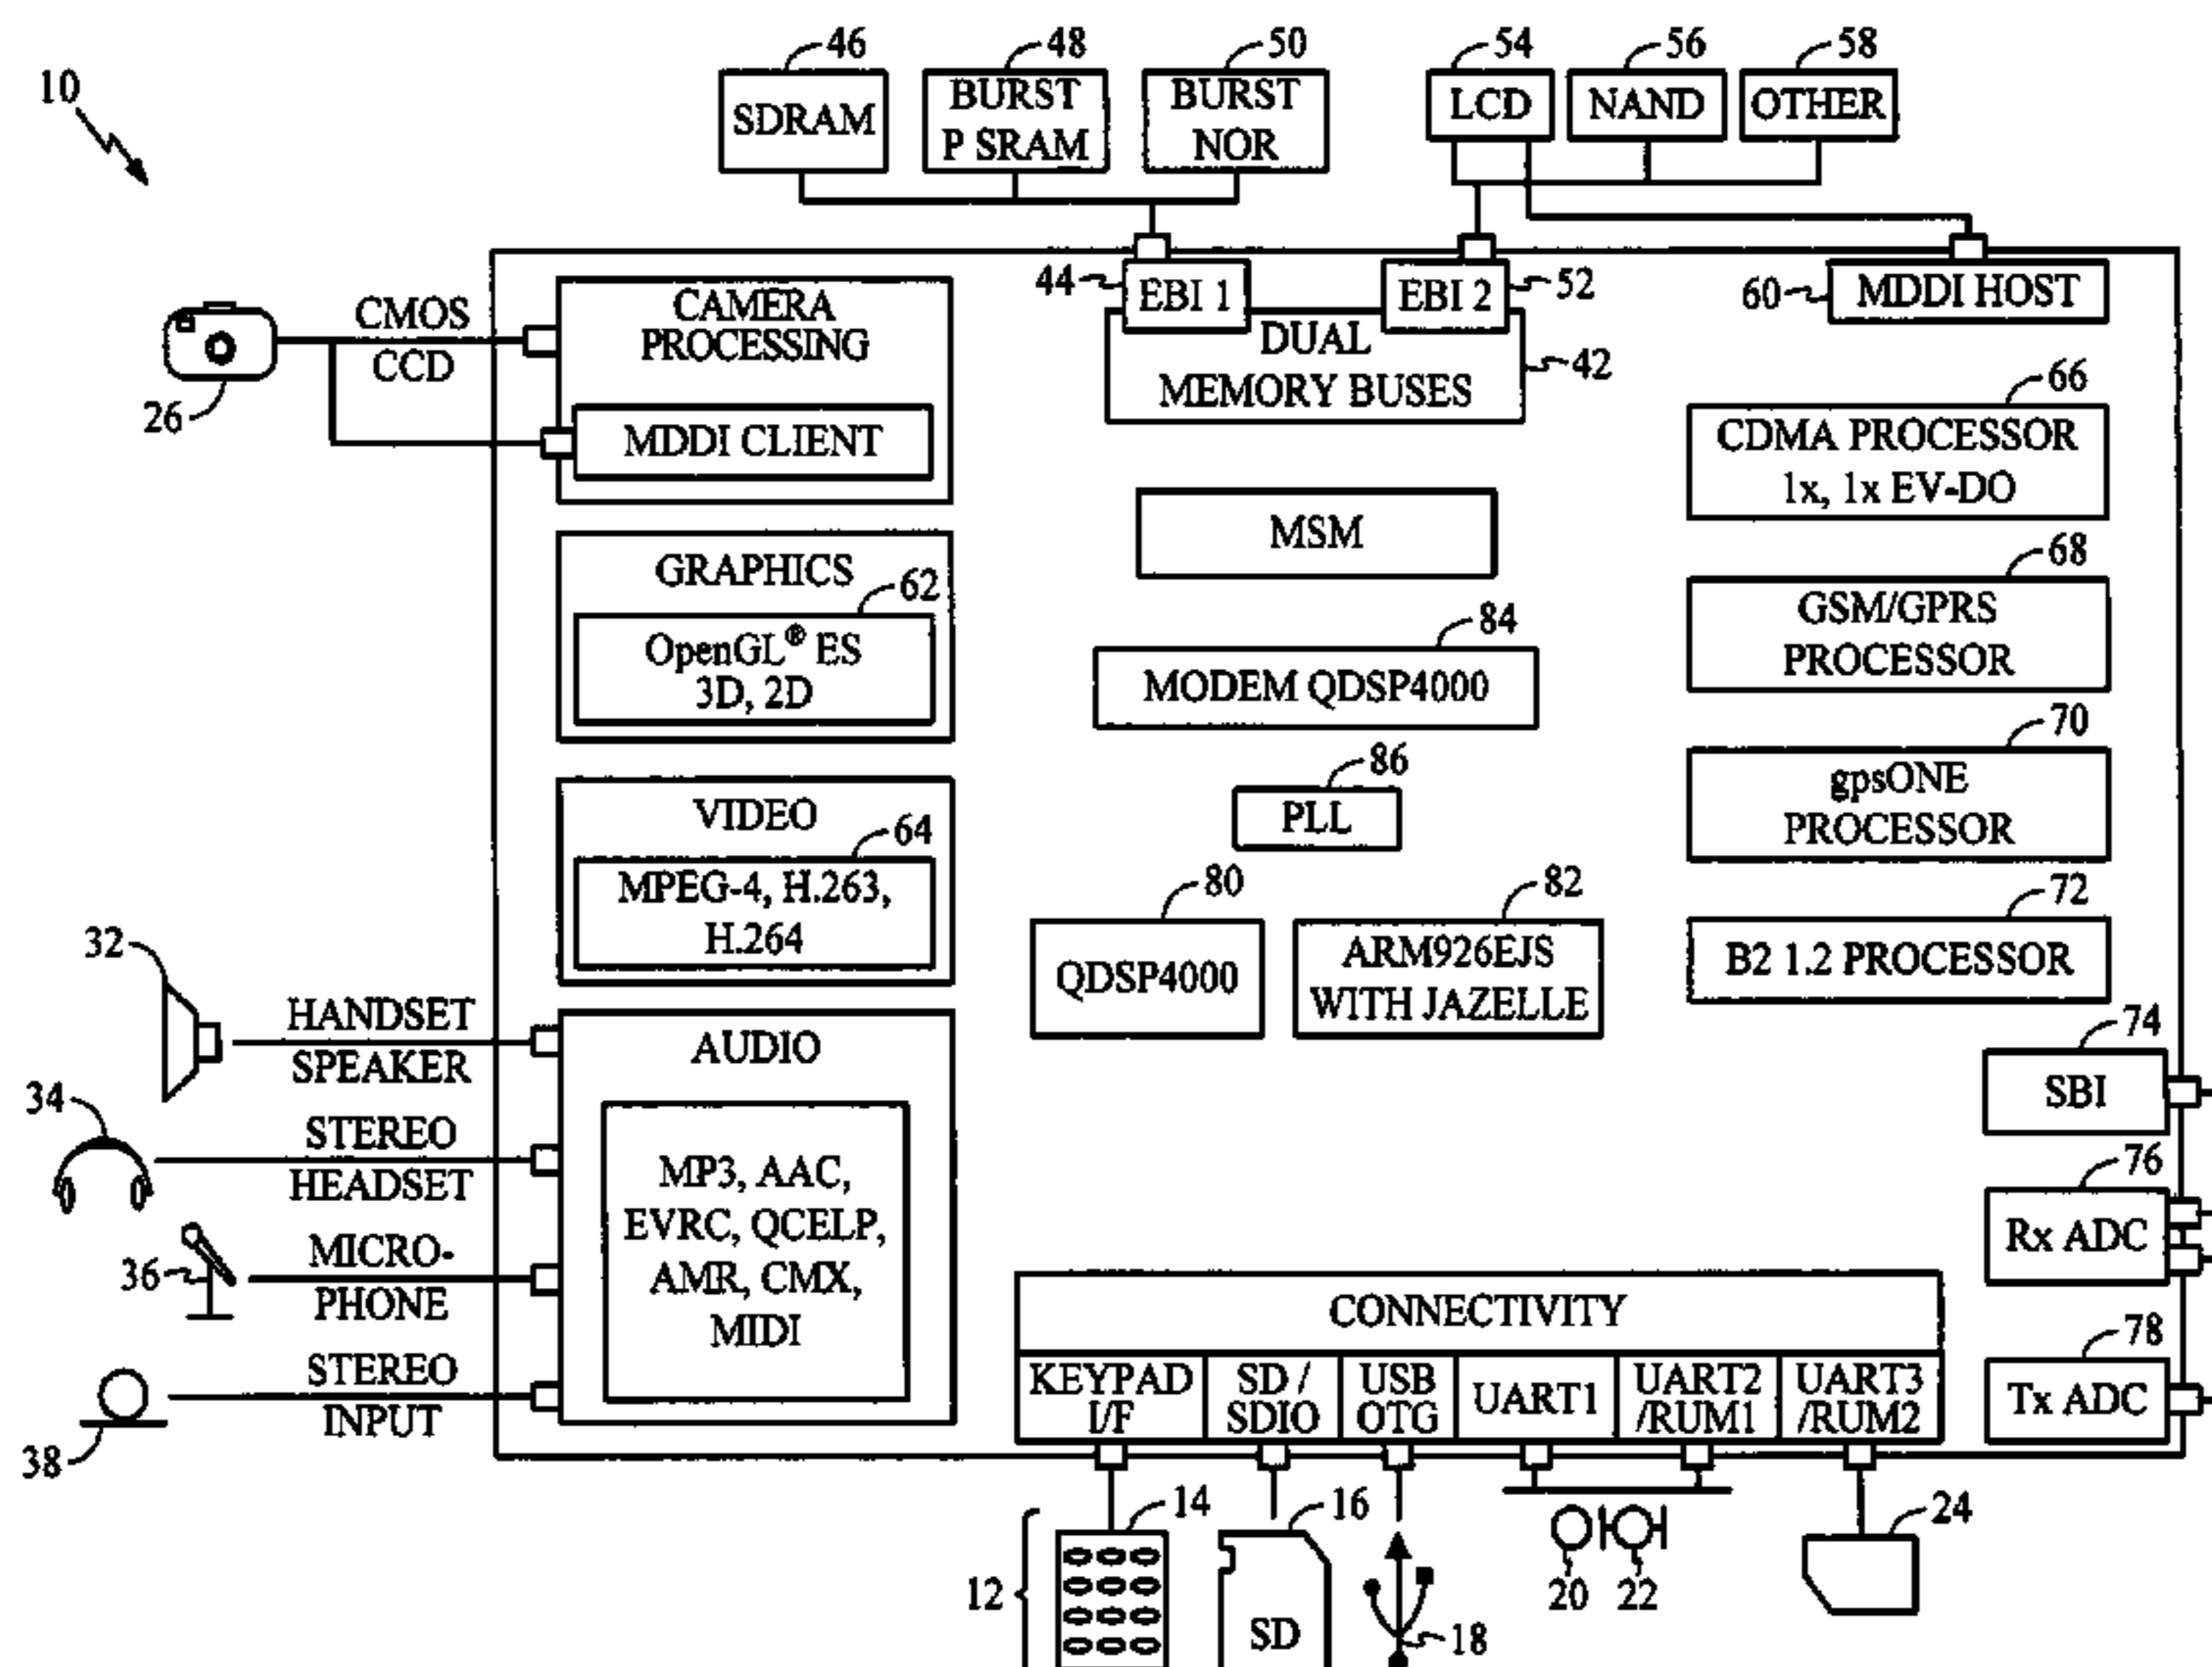 10
46
48
50
54
56
58
SDRAM
BURST
P SRAM
BURST
NOR
LCD
NAND
OTHER
44
EBI 1
EBI 2
52
60
MDDI HOST
DUAL
MEMORY BUSES
42
CMOS
CCD
26
CAMERA
PROCESSING
MDDI CLIENT
66
CDMA PROCESSOR
1x, 1x EV-DO
MSM
GRAPHICS
62
OpenGL® ES
3D, 2D
84
MODEM QDSP4000
68
GSM/GPRS
PROCESSOR
86
PLL
70
gpsONE
PROCESSOR
VIDEO
64
MPEG-4, H.263,
H.264
80
QDSP4000
82
ARM926EJS
WITH JAZELLE
72
B2 1.2 PROCESSOR
32
HANDSET
SPEAKER
34
STEREO
HEADSET
36
MICRO-
PHONE
38
STEREO
INPUT
AUDIO
MP3, AAC,
EVRC, QCELP,
AMR, CMX,
MIDI
74
SBI
76
Rx ADC
78
Tx ADC
CONNECTIVITY
KEYPAD
I/F
SD /
SDIO
USB
OTG
UART1
UART2
/RUM1
UART3
/RUM2
12
14
16
SD
18
20
22
24